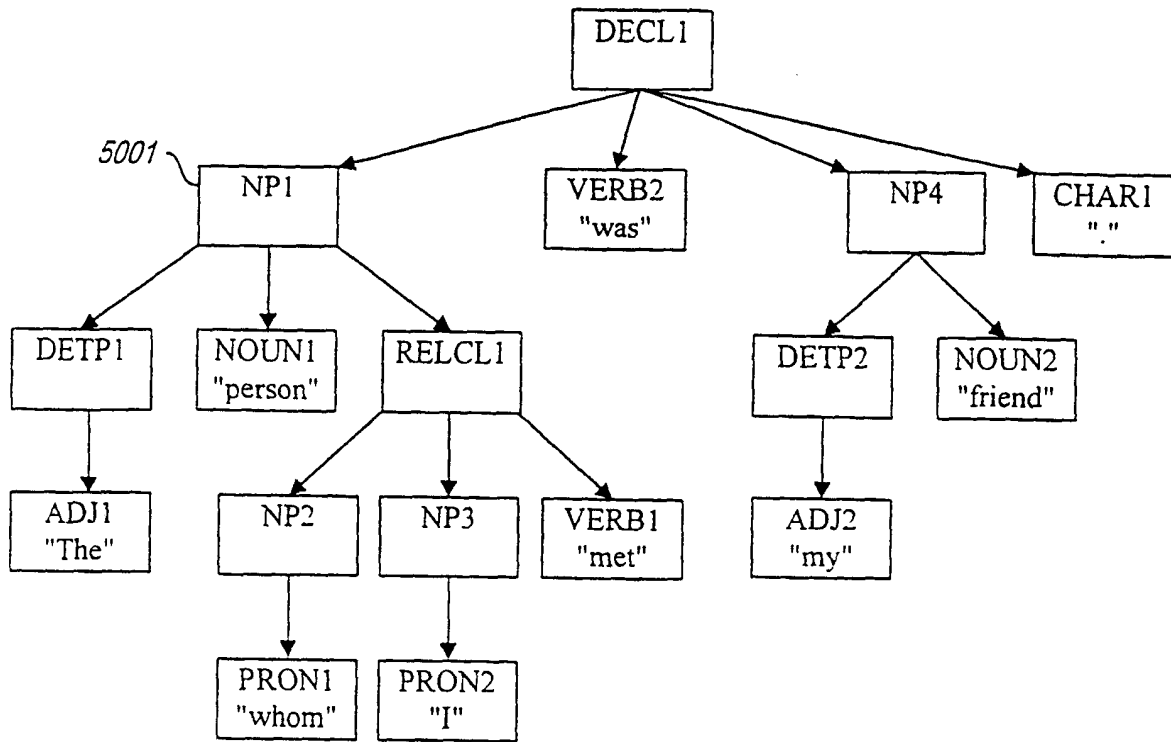 DECL1
5001
NP1
VERB2
"was"
NP4
CHAR1
"."
DETP1
NOUN1
"person"
RELCL1
DETP2
NOUN2
"friend"
ADJ1
"The"
NP2
NP3
VERB1
"met"
ADJ2
"my"
PRON1
"whom"
PRON2
"I"